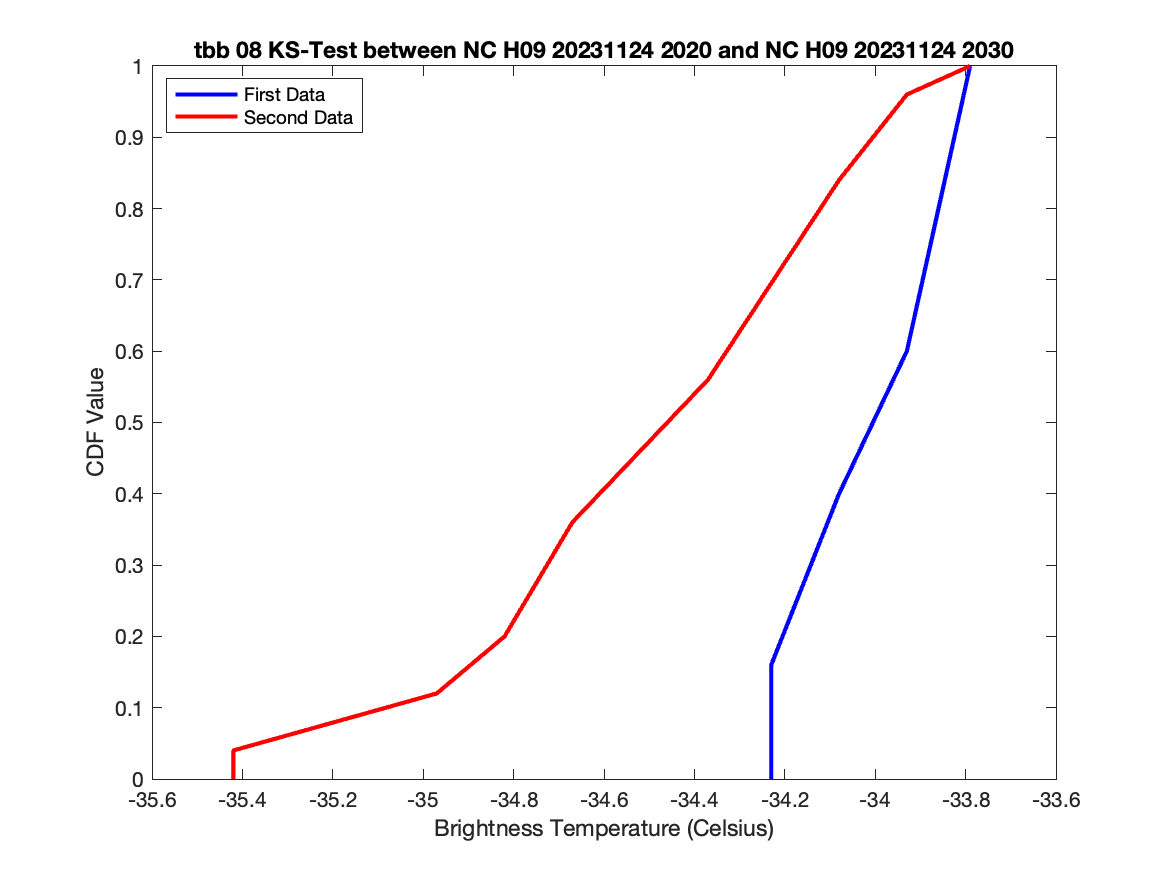 tbb 08 KS-Test between NC H09 20231124 2020 and NC H09 20231124 2030
First Data
Second Data
1
0.9
0.8
0.7
0.6
0.5
0.4
0.3
0.2
0.1
0
CDF Value
-35.6 -35.4 -35.2 -35 -34.8 -34.6 -34.4 -34.2 -34 -33.8 -33.6
Brightness Temperature (Celsius)